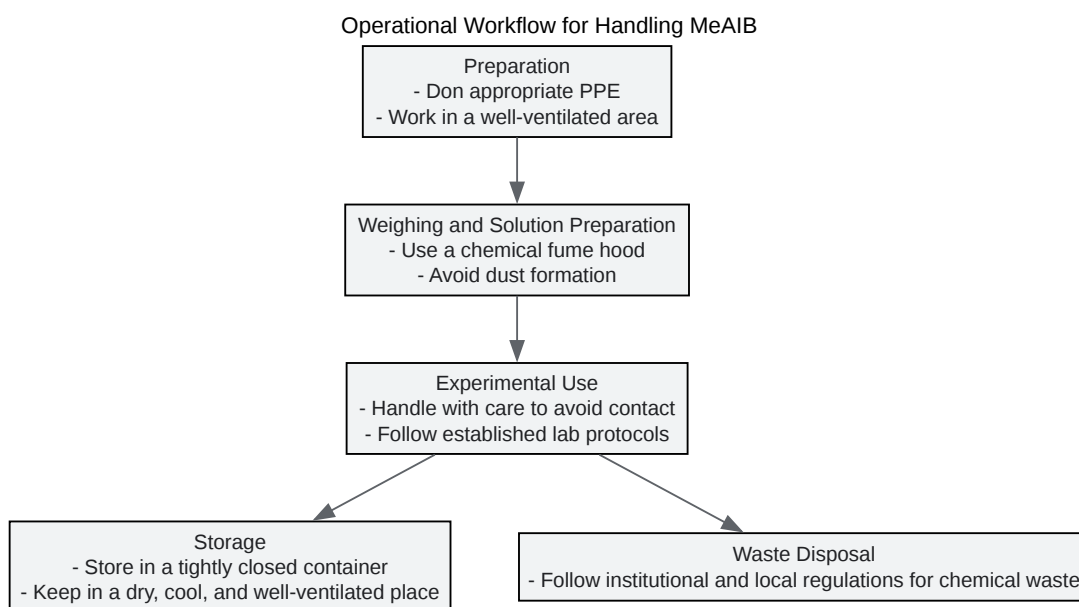 Operational Workflow for Handling MeAIB
Preparation
- Don appropriate PPE
- Work in a well-ventilated area
Weighing and Solution Preparation
- Use a chemical fume hood
- Avoid dust formation
Experimental Use
- Handle with care to avoid contact
- Follow established lab protocols
Storage
- Store in a tightly closed container
- Keep in a dry, cool, and well-ventilated place
Waste Disposal
- Follow institutional and local regulations for chemical waste